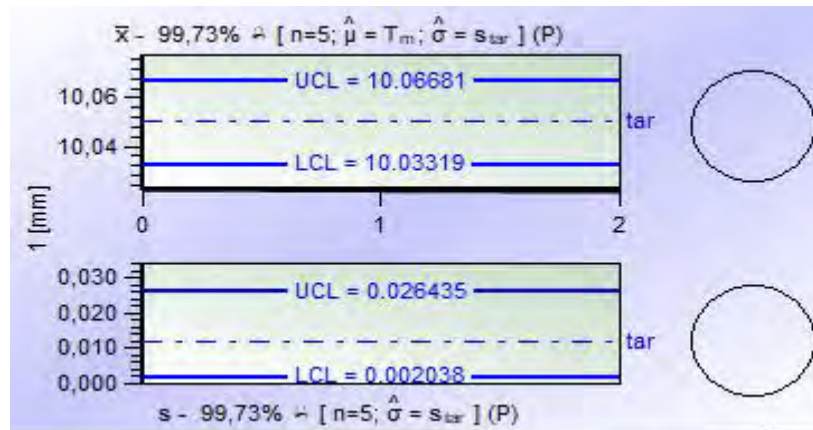 x̄ - 99,73% ⩍ [ n=5; μ̂ = Tₘ; σ̂ = sₜₐᵣ ] (P)
UCL = 10.06681
10,06
tar
10,04
LCL = 10.03319
0 1 2
1 [mm]
0,030
UCL = 0.026435
0,020
0,010
tar
0,000
LCL = 0.002038
s - 99,73% [ n=5; σ̂ = sₜₐᵣ ] (P)